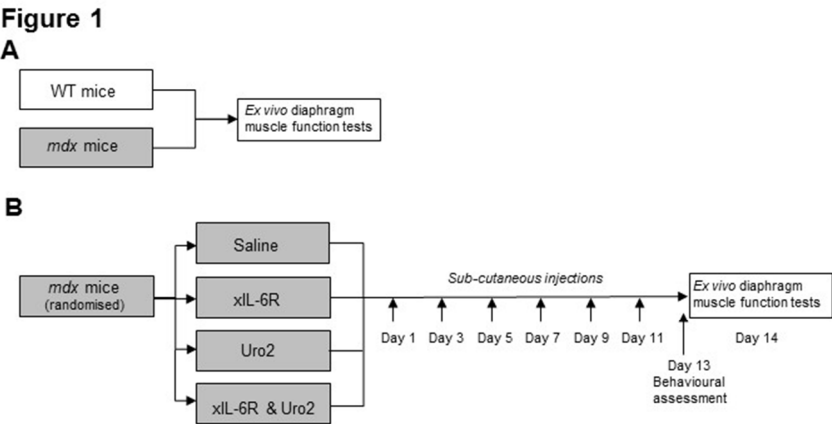 Figure 1
A
WT mice
mdx mice
Ex vivo diaphragm
muscle function tests
B
mdx mice
(randomised)
Saline
xIL-6R
Uro2
xIL-6R & Uro2
Sub-cutaneous injections
Day 1
Day 3
Day 5
Day 7
Day 9
Day 11
Day 13
Behavioural
assessment
Ex vivo diaphragm
muscle function tests
Day 14